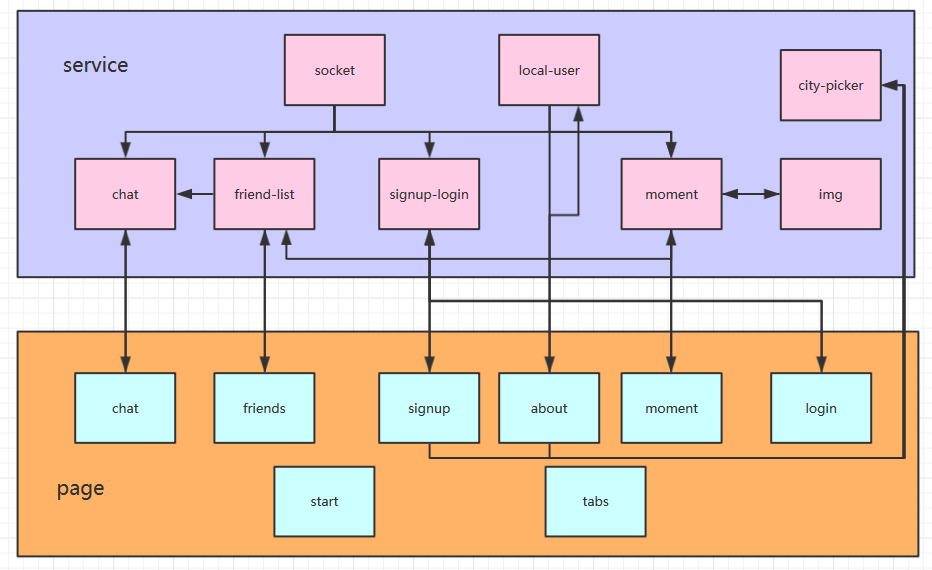 service
socket
local-user
city-picker
chat
friend-list
signup-login
moment
img
chat
friends
signup
about
moment
login
page
start
tabs